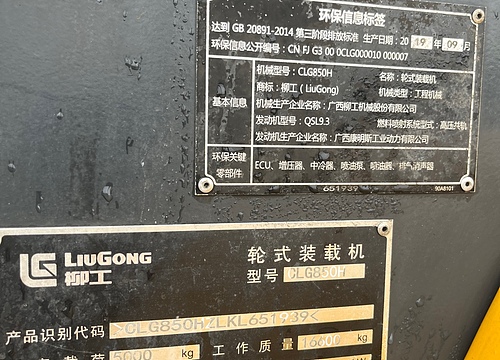 环保信息标签
达到 GB 20891-2014 第三阶段排放标准 生产日期: 20 19 年 09 月
环保信息公开编号: CN FJ G3 00 0CLG000010 000007
基本信息
机械型号: CLG850H 名称: 轮式装载机
商标: 柳工 (LiuGong) 机械类型: 工程机械
机械生产企业名称: 广西柳工机械股份有限公司
发动机型号: QSL9.3 燃料喷射系统型式: 高压共轨
发动机生产企业名称: 广西康明斯工业动力有限公司
环保关键零部件
ECU、增压器、中冷器、喷油泵、喷油器、排气消声器
651939 90A8101
LIUGONG
柳工
轮式装载机
型号 CLG850H
产品识别代码 >CLG850HZLKL651939<
载荷 5000 kg 工作质量 16600 kg